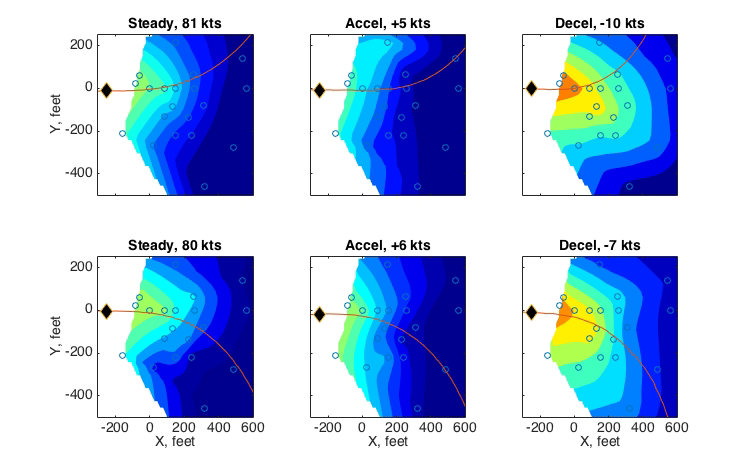 Steady, 81 kts
Accel, +5 kts
Decel, -10 kts
200
0
-200
-400
Y, feet
Steady, 80 kts
Accel, +6 kts
Decel, -7 kts
200
0
-200
-400
Y, feet
-200 0 200 400 600
-200 0 200 400 600
-200 0 200 400 600
X, feet
X, feet
X, feet